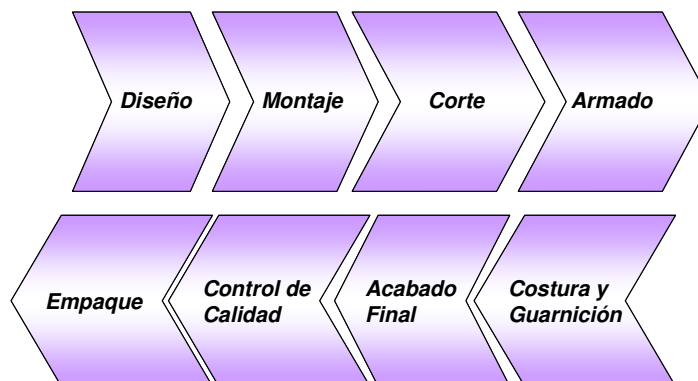 Diseño
Montaje
Corte
Armado
Empaque
Control de
Calidad
Acabado
Final
Costura y
Guarnición